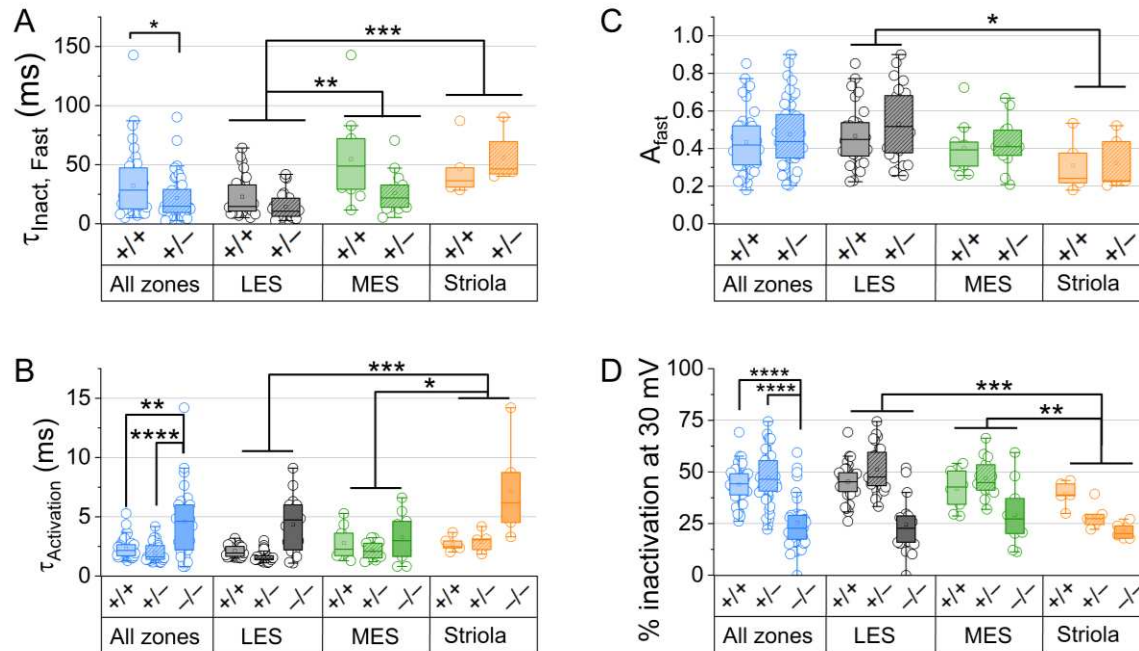 A
τInact, Fast (ms)
150
100
50
0
*
***
**
+/+ +/− +/+ +/− +/+ +/− +/+ +/−
All zones LES MES Striola
C
Afast
1.0
0.8
0.6
0.4
0.2
0.0
*
+/+ +/− +/+ +/− +/+ +/− +/+ +/−
All zones LES MES Striola
B
τActivation (ms)
15
10
5
0
***
*
**
****
+/+ +/− −/− +/+ +/− −/− +/+ +/− −/− +/+ +/− −/−
All zones LES MES Striola
D
% inactivation at 30 mV
100
75
50
25
0
****
****
***
**
+/+ +/− −/− +/+ +/− −/− +/+ +/− −/− +/+ +/− −/−
All zones LES MES Striola